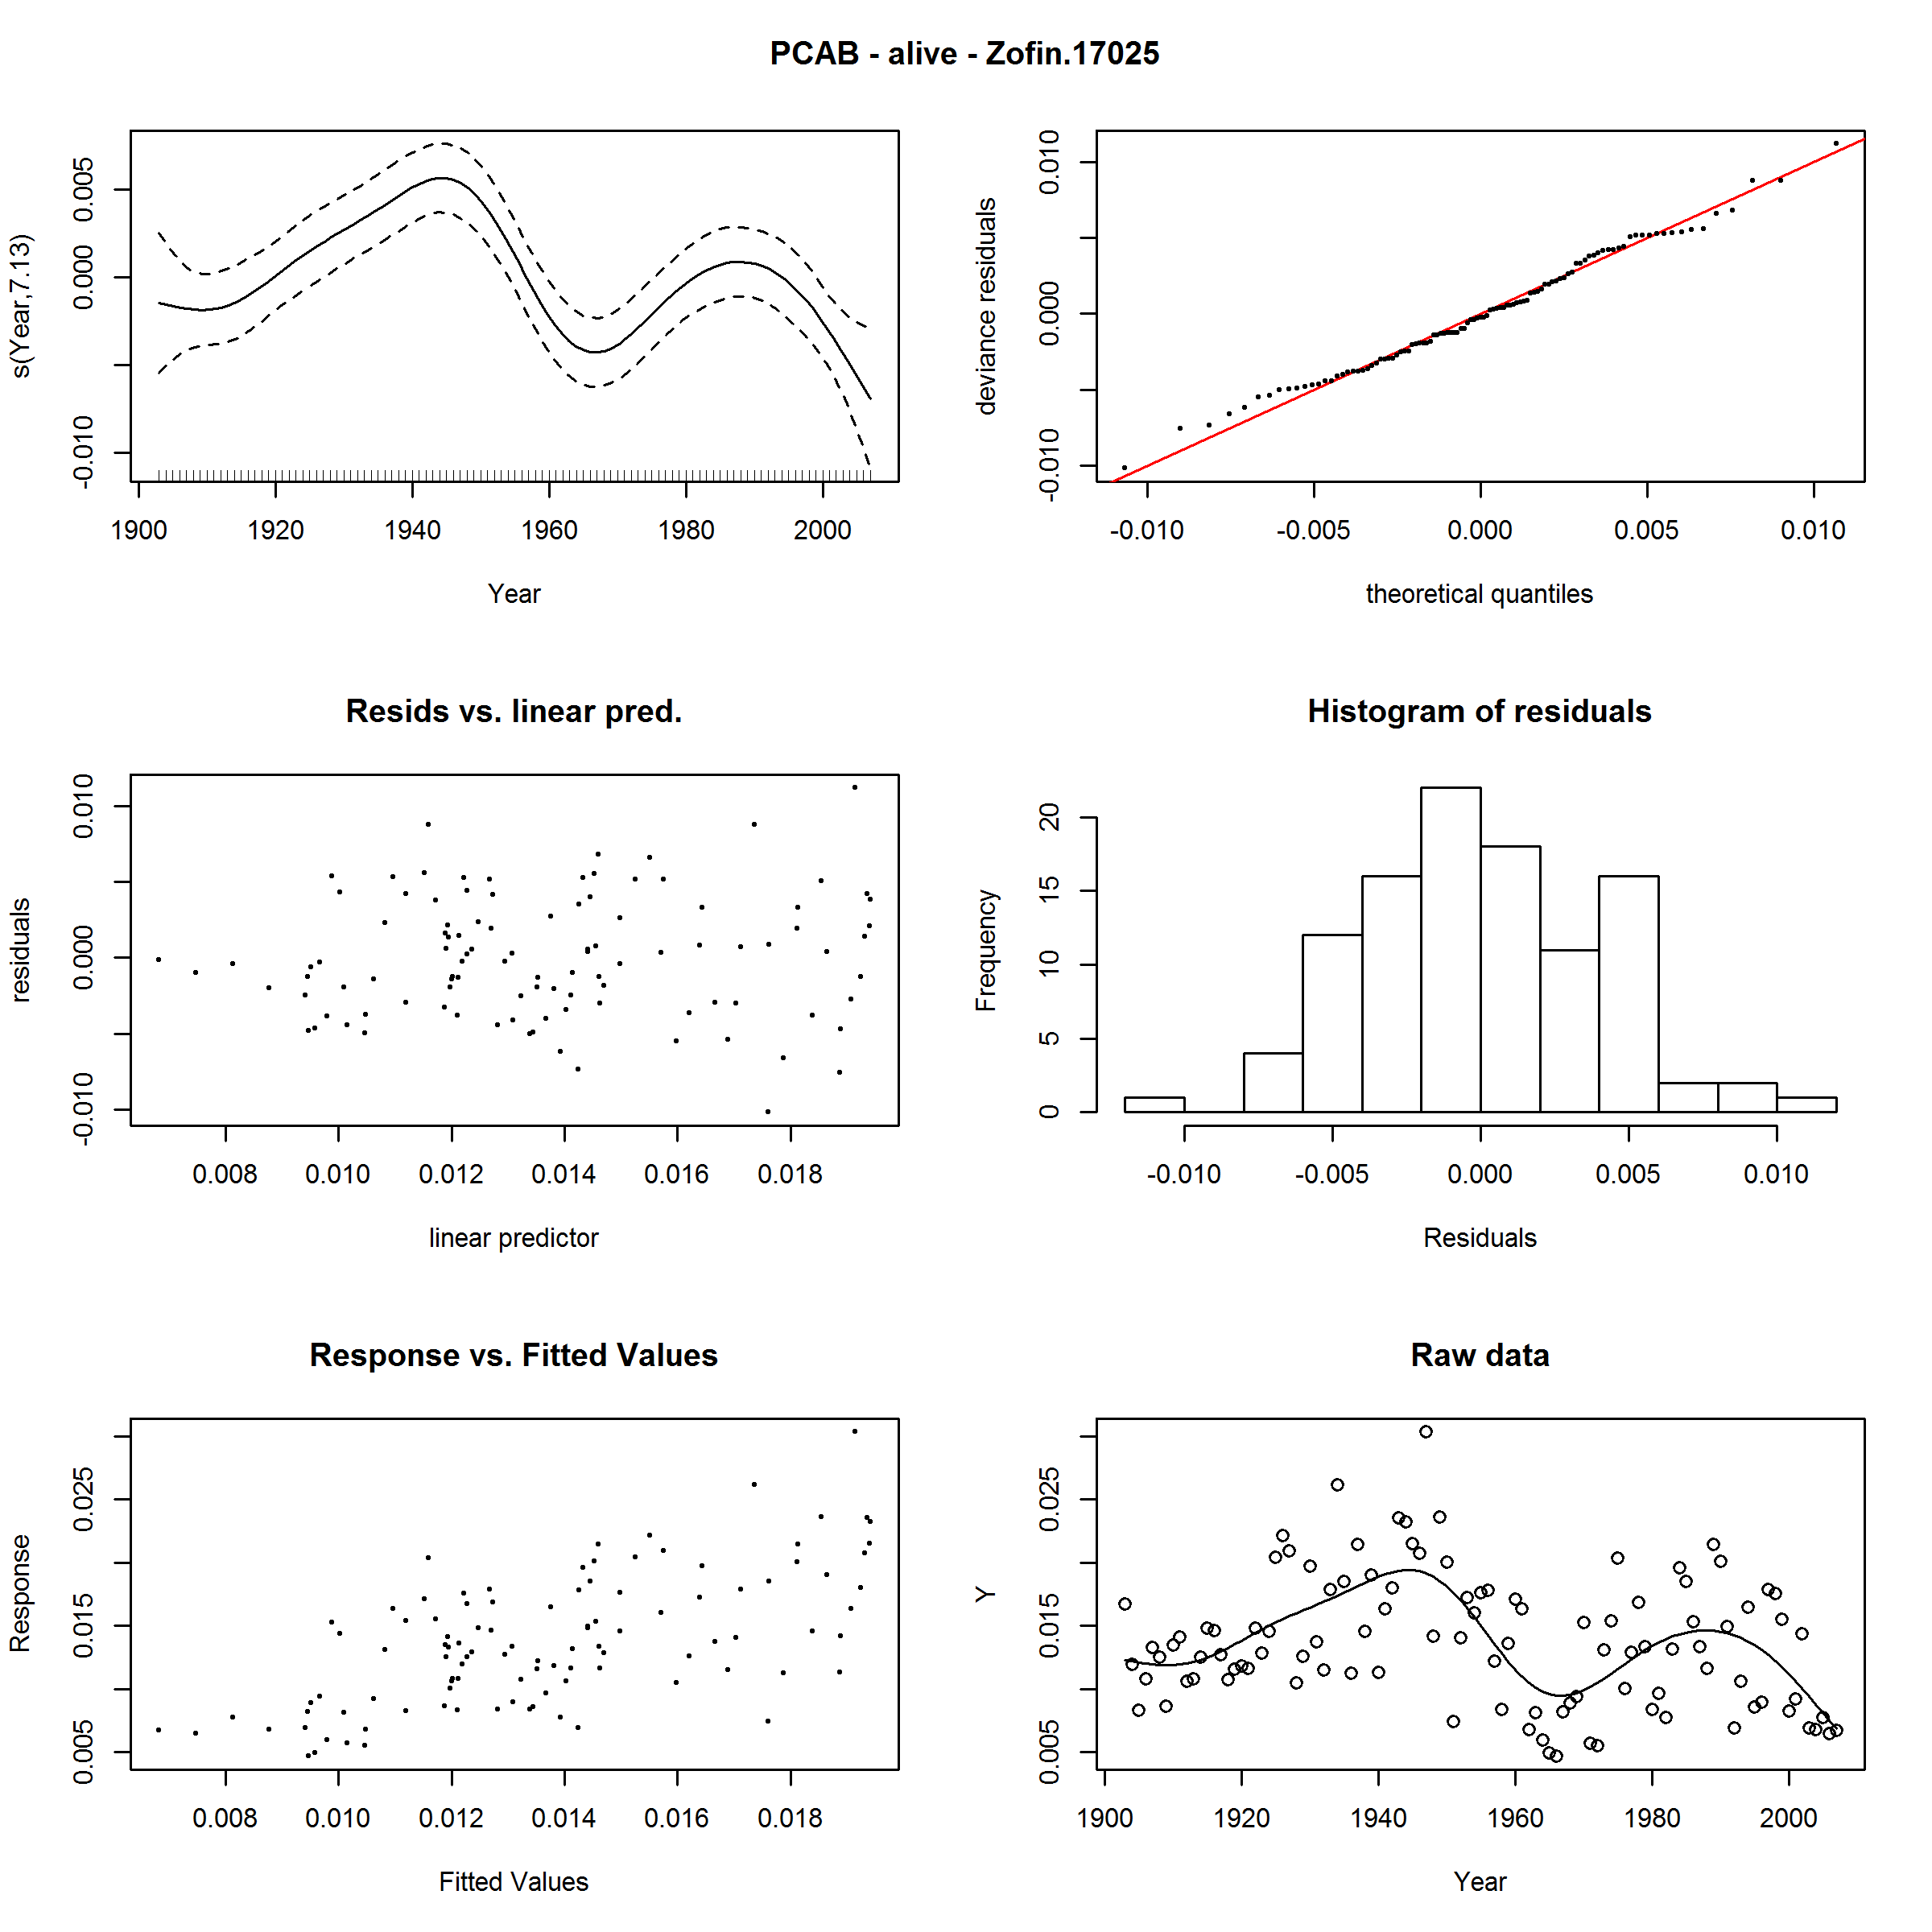 PCAB - alive - Zofin.17025
s(Year,7.13)
-0.010 0.000 0.005
1900 1920 1940 1960 1980 2000
Year
deviance residuals
-0.010 0.000 0.010
-0.010 -0.005 0.000 0.005 0.010
theoretical quantiles
Resids vs. linear pred.
residuals
-0.010 0.000 0.010
0.008 0.010 0.012 0.014 0.016 0.018
linear predictor
Histogram of residuals
Frequency
0 5 10 15 20
-0.010 -0.005 0.000 0.005 0.010
Residuals
Response vs. Fitted Values
Response
0.005 0.015 0.025
0.008 0.010 0.012 0.014 0.016 0.018
Fitted Values
Raw data
Y
0.005 0.015 0.025
1900 1920 1940 1960 1980 2000
Year